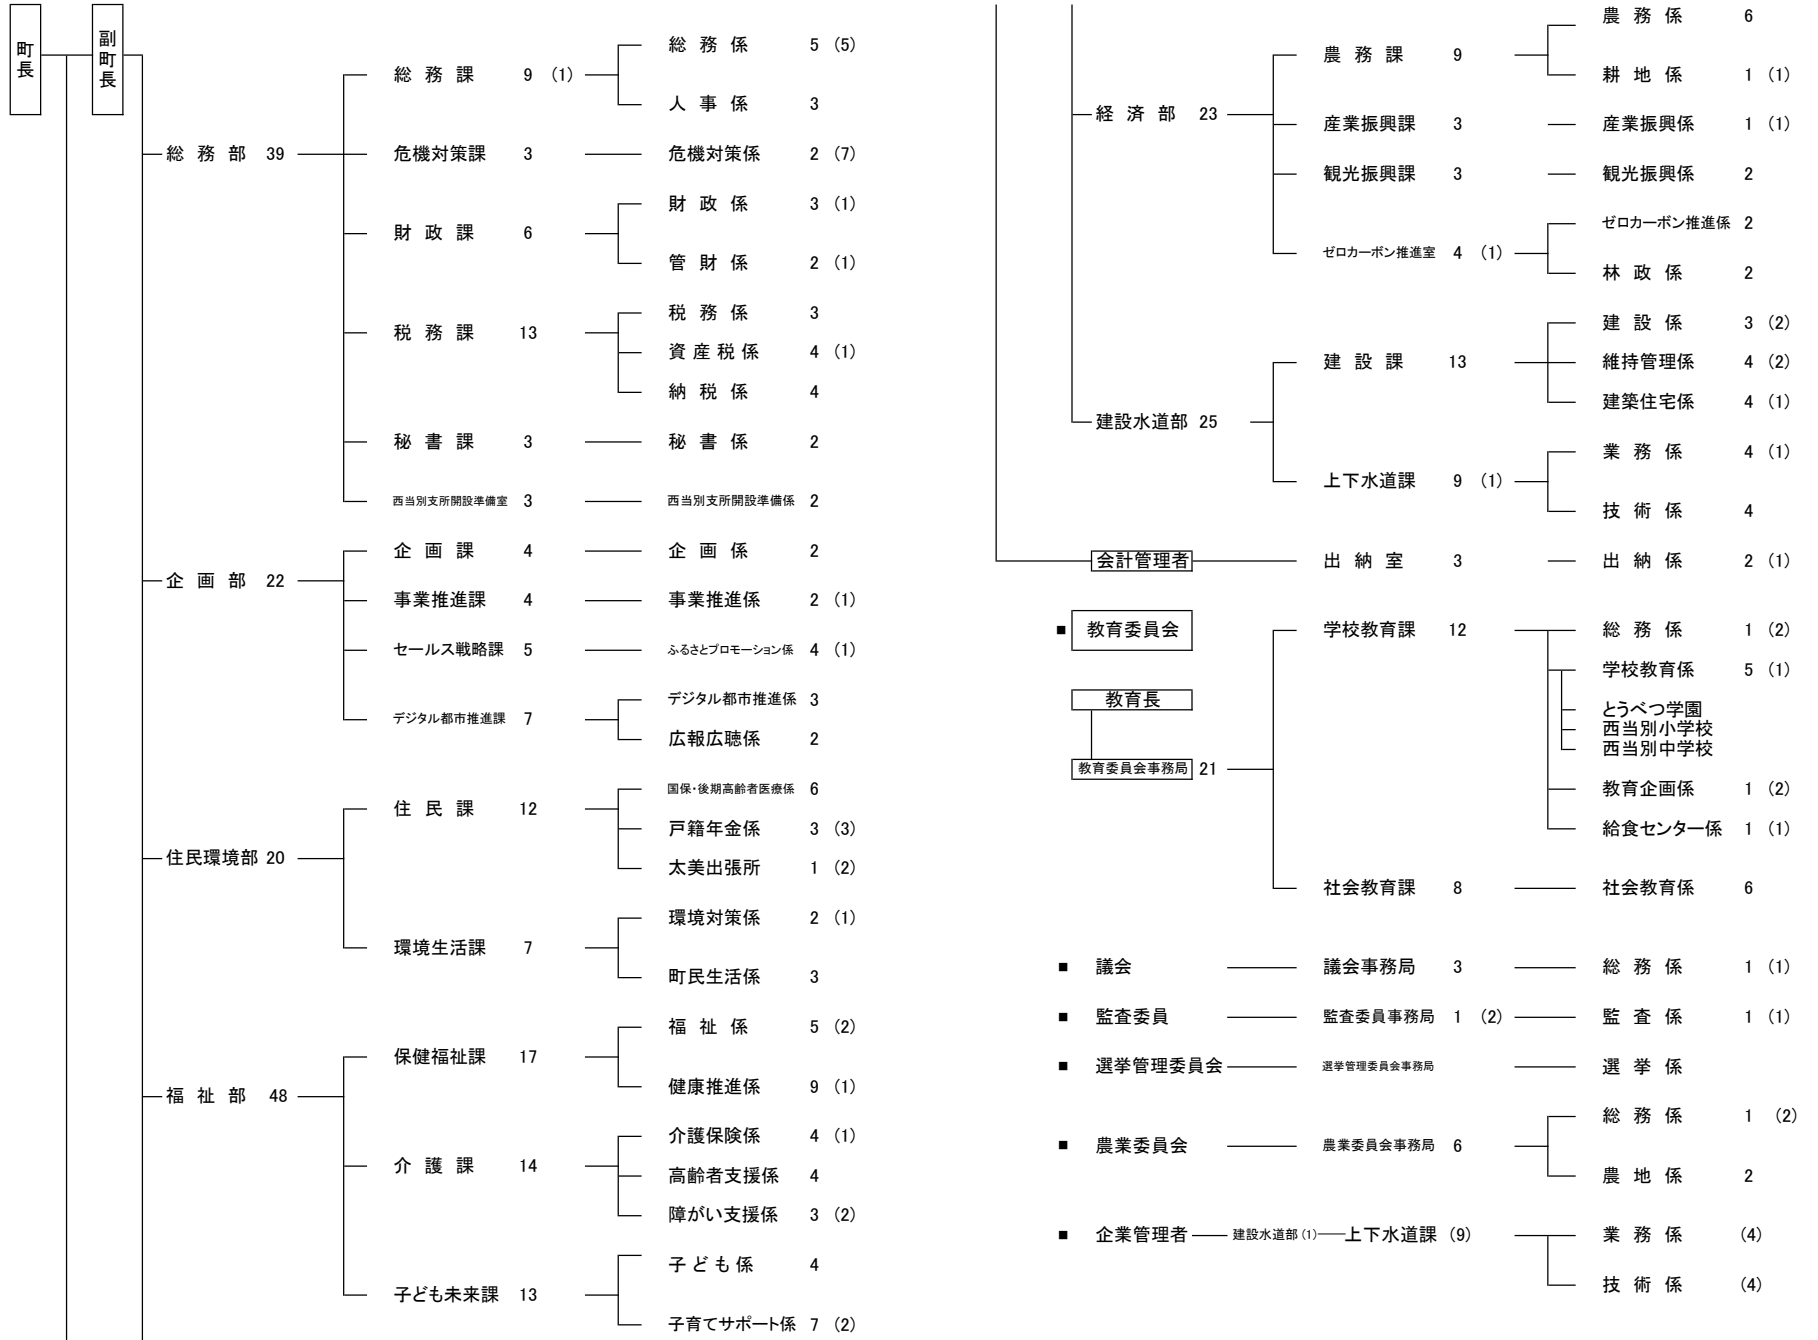 町長
副町長
総務部 39
総務課 9 (1)
総務係 5 (5)
人事係 3
危機対策課 3
危機対策係 2 (7)
財政課 6
財政係 3 (1)
管財係 2 (1)
税務課 13
税務係 3
資産税係 4 (1)
納税係 4
秘書課 3
秘書係 2
西当別支所開設準備室 3
西当別支所開設準備係 2
企画部 22
企画課 4
企画係 2
事業推進課 4
事業推進係 2 (1)
セールス戦略課 5
ふるさとプロモーション係 4 (1)
デジタル都市推進課 7
デジタル都市推進係 3
広報広聴係 2
住民環境部 20
住民課 12
国保・後期高齢者医療係 6
戸籍年金係 3 (3)
太美出張所 1 (2)
環境生活課 7
環境対策係 2 (1)
町民生活係 3
福祉部 48
保健福祉課 17
福祉係 5 (2)
健康推進係 9 (1)
介護課 14
介護保険係 4 (1)
高齢者支援係 4
障がい支援係 3 (2)
子ども未来課 13
子ども係 4
子育てサポート係 7 (2)
経済部 23
農務課 9
農務係 6
耕地係 1 (1)
産業振興課 3
産業振興係 1 (1)
観光振興課 3
観光振興係 2
ゼロカーボン推進室 4 (1)
ゼロカーボン推進係 2
林政係 2
建設水道部 25
建設課 13
建設係 3 (2)
維持管理係 4 (2)
建築住宅係 4 (1)
上下水道課 9 (1)
業務係 4 (1)
技術係 4
会計管理者
出納室 3
出納係 2 (1)
■ 教育委員会
教育長
教育委員会事務局 21
学校教育課 12
総務係 1 (2)
学校教育係 5 (1)
とうべつ学園
西当別小学校
西当別中学校
教育企画係 1 (2)
給食センター係 1 (1)
社会教育課 8
社会教育係 6
■ 議会
議会事務局 3
総務係 1 (1)
■ 監査委員
監査委員事務局 1 (2)
監査係 1 (1)
■ 選挙管理委員会
選挙管理委員会事務局
選挙係
■ 農業委員会
農業委員会事務局 6
総務係 1 (2)
農地係 2
■ 企業管理者
建設水道部 (1)
上下水道課 (9)
業務係 (4)
技術係 (4)